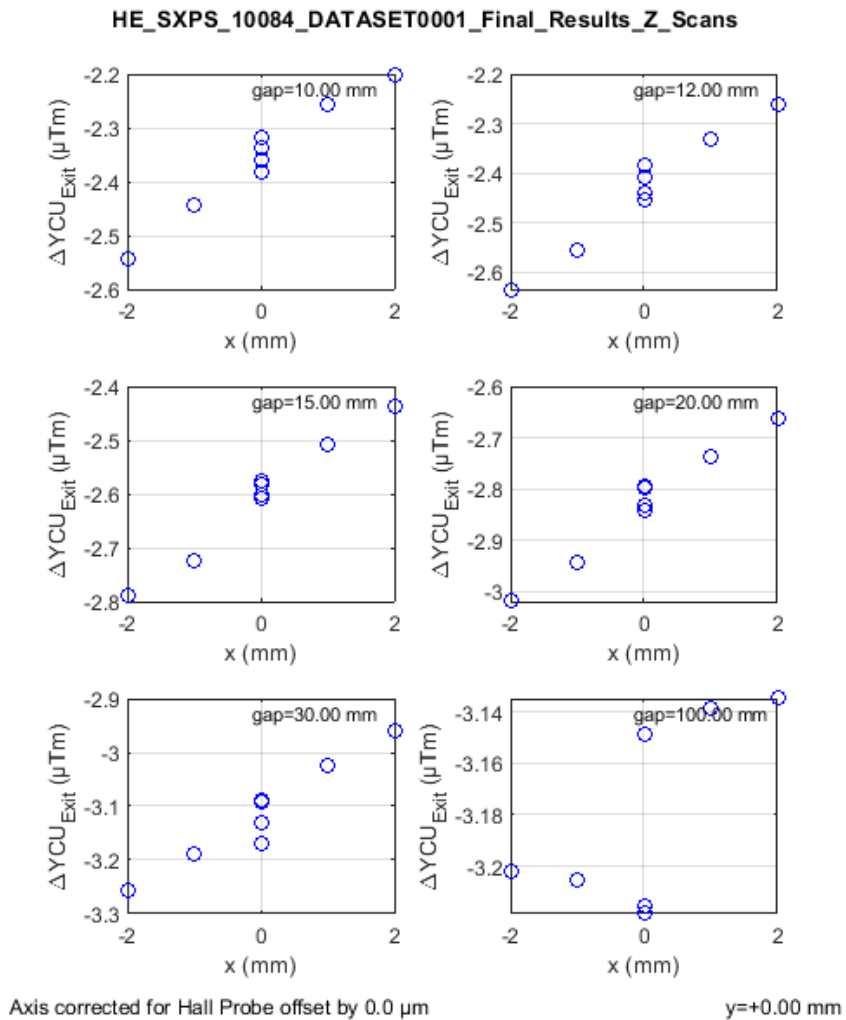 HE_SXPS_10084_DATASET0001_Final_Results_Z_Scans
gap=10.00 mm
-2.2
-2.3
-2.4
-2.5
-2.6
ΔYCU_Exit (µTm)
-2
0
2
x (mm)
gap=12.00 mm
-2.2
-2.3
-2.4
-2.5
-2.6
ΔYCU_Exit (µTm)
-2
0
2
x (mm)
gap=15.00 mm
-2.4
-2.5
-2.6
-2.7
-2.8
ΔYCU_Exit (µTm)
-2
0
2
x (mm)
gap=20.00 mm
-2.6
-2.7
-2.8
-2.9
-3
ΔYCU_Exit (µTm)
-2
0
2
x (mm)
gap=30.00 mm
-2.9
-3
-3.1
-3.2
-3.3
ΔYCU_Exit (µTm)
-2
0
2
x (mm)
gap=100.00 mm
-3.14
-3.16
-3.18
-3.2
ΔYCU_Exit (µTm)
-2
0
2
x (mm)
Axis corrected for Hall Probe offset by 0.0 µm
y=+0.00 mm